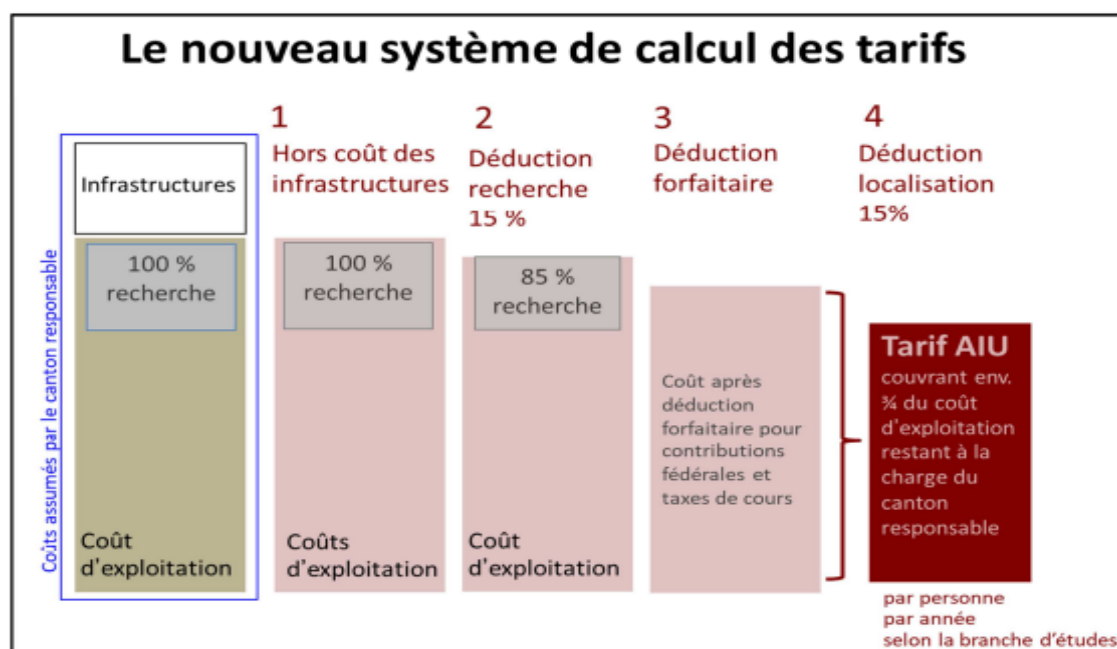 Le nouveau système de calcul des tarifs
Coûts assumés par le canton responsable
Infrastructures
100 %
recherche
Coût
d'exploitation
1
Hors coût des
infrastructures
100 %
recherche
Coûts
d'exploitation
2
Déduction
recherche
15 %
85 %
recherche
Coût
d'exploitation
3
Déduction
forfaitaire
Coût après
déduction
forfaitaire pour
contributions
fédérales et
taxes de cours
4
Déduction
localisation
15%
Tarif AIU
couvrant env.
¾ du coût
d'exploitation
restant à la
charge du
canton
responsable
par personne
par année
selon la branche d'études